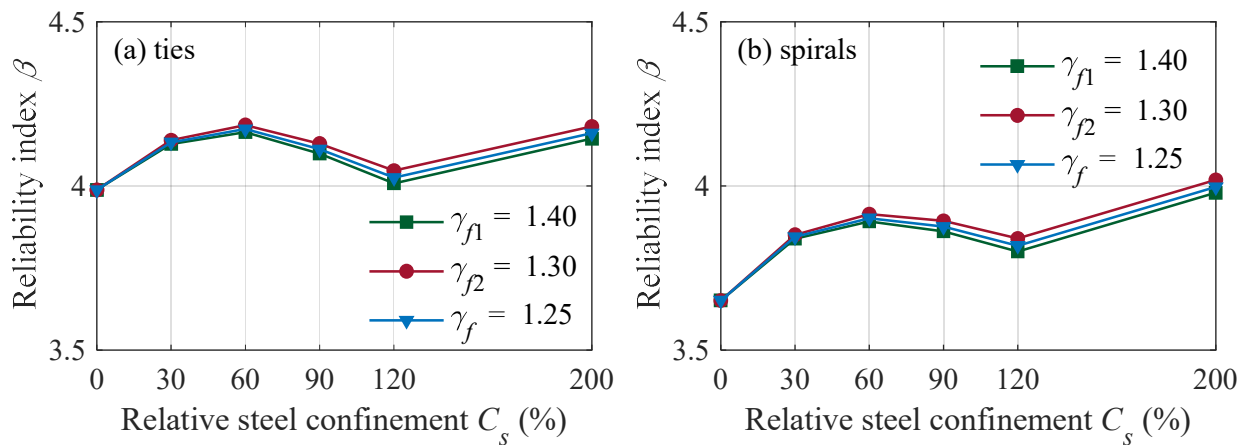 (a) ties
Reliability index β
4.5
4
3.5
γf1 = 1.40
γf2 = 1.30
γf = 1.25
0 30 60 90 120 200
Relative steel confinement Cs (%)
(b) spirals
Reliability index β
4.5
4
3.5
γf1 = 1.40
γf2 = 1.30
γf = 1.25
0 30 60 90 120 200
Relative steel confinement Cs (%)